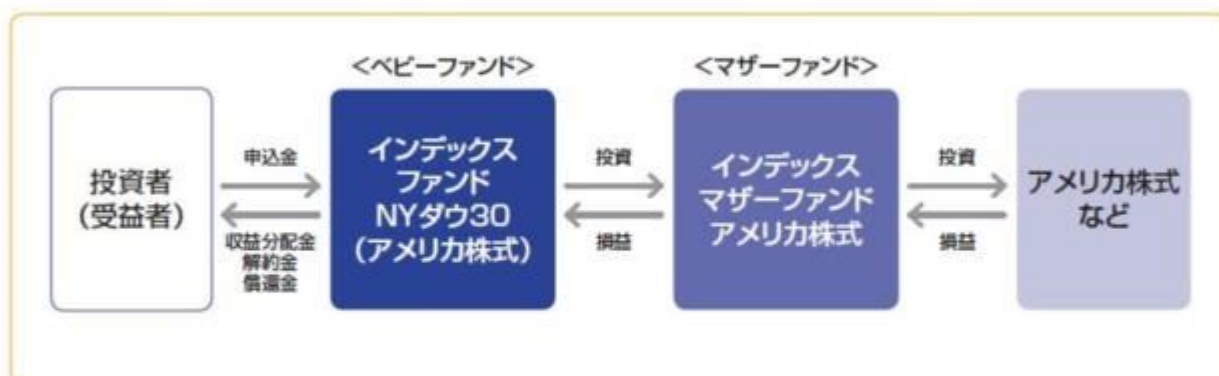 <ベビーファンド>
<マザーファンド>
投資者
(受益者)
申込金
収益分配金
解約金
償還金
インデックス
ファンド
NYダウ30
(アメリカ株式)
投資
損益
インデックス
マザーファンド
アメリカ株式
投資
損益
アメリカ株式
など